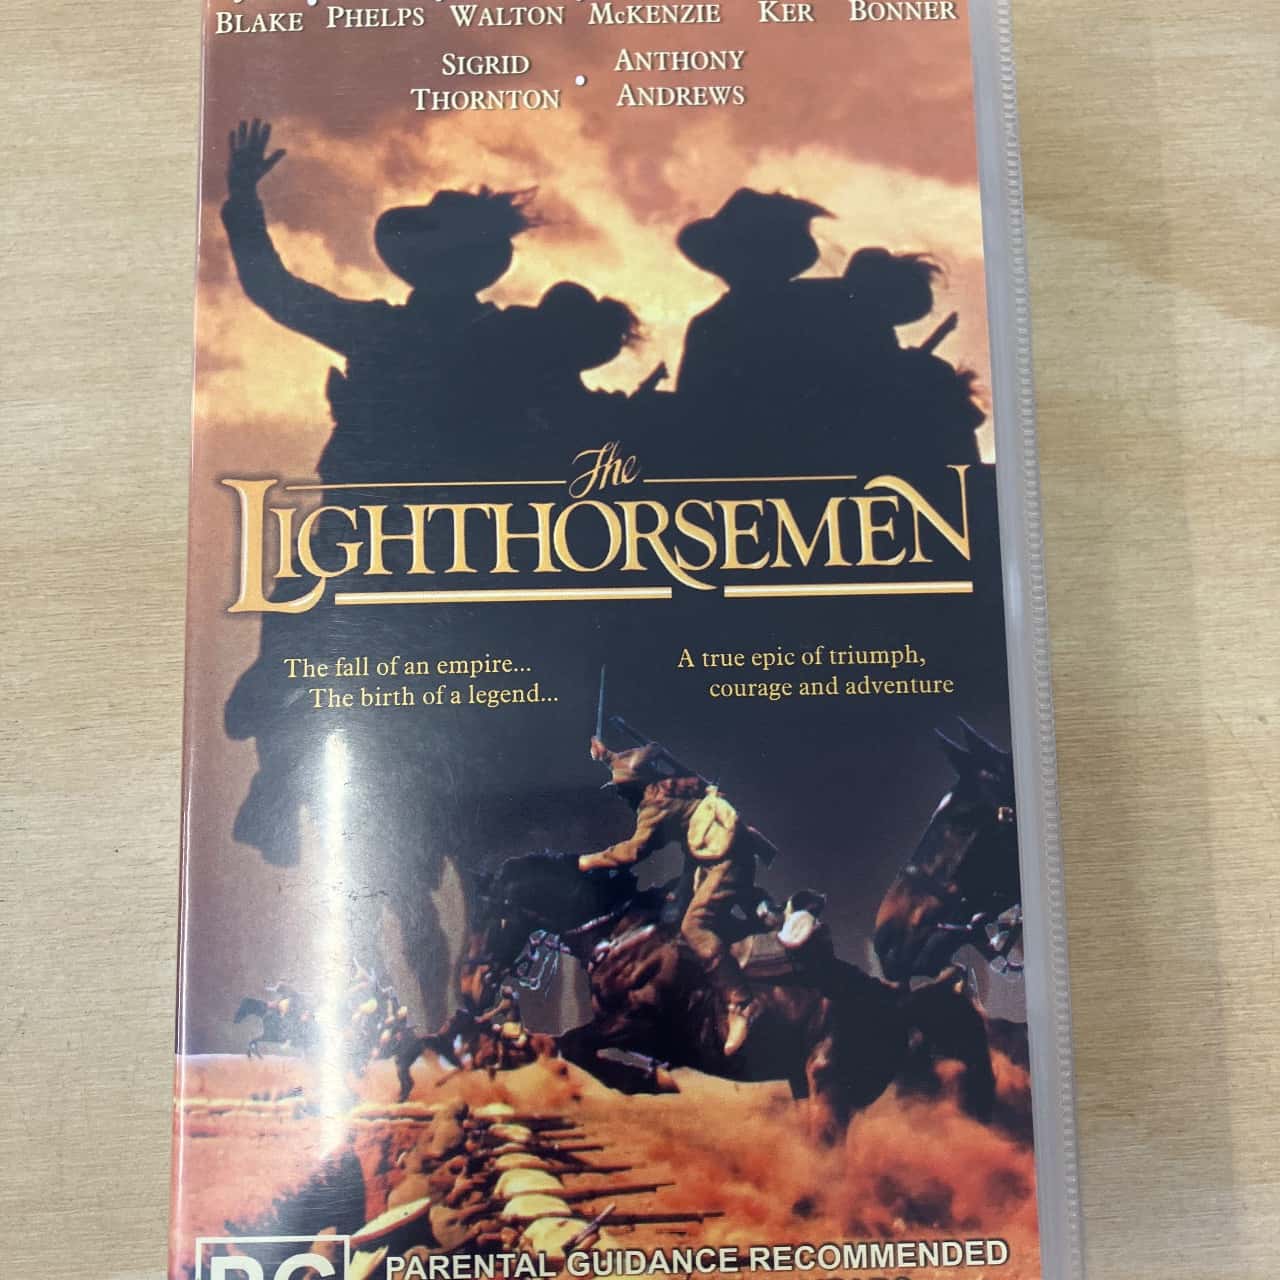 BLAKE PHELPS WALTON McKENZIE KER BONNER
SIGRID THORNTON • ANTHONY ANDREWS
The
LIGHTHORSEMEN
The fall of an empire...
The birth of a legend...
A true epic of triumph,
courage and adventure
PG
PARENTAL GUIDANCE RECOMMENDED